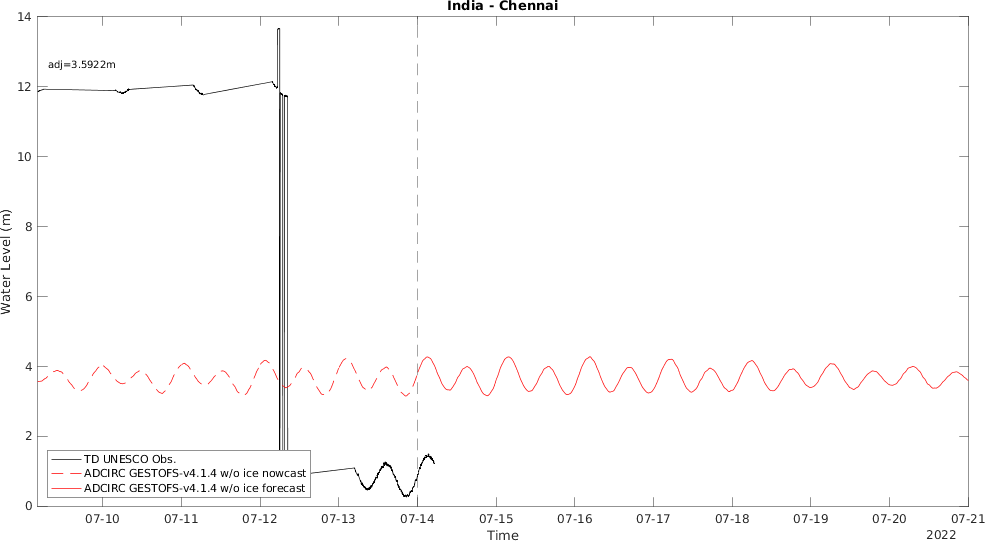 India - Chennai
14
12
10
8
6
4
2
0
Water Level (m)
adj=3.5922m
TD UNESCO Obs.
ADCIRC GESTOFS-v4.1.4 w/o ice nowcast
ADCIRC GESTOFS-v4.1.4 w/o ice forecast
07-10 07-11 07-12 07-13 07-14 07-15 07-16 07-17 07-18 07-19 07-20 07-21
Time
2022